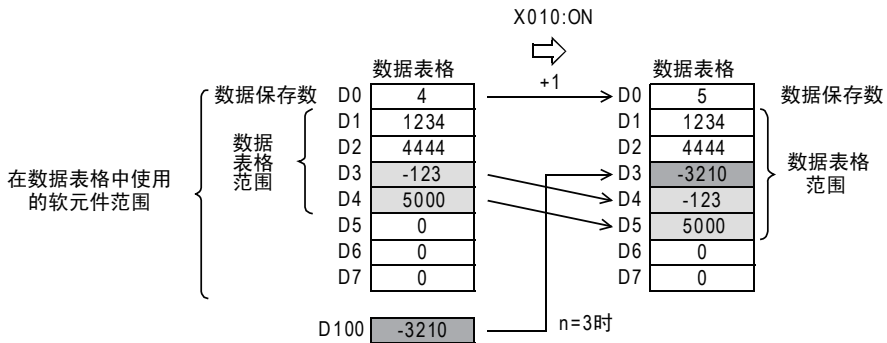 X010:ON
数据表格 数据表格
+1
数据保存数 D0 4 D0 5 数据保存数
D1 1234 D1 1234
D2 4444 D2 4444
D3 -123 D3 -3210
D4 5000 D4 -123
D5 0 D5 5000
D6 0 D6 0
D7 0 D7 0
数据
表格
范围
在数据表格中使用
的软元件范围
数据表格
范围
D100 -3210 n=3时